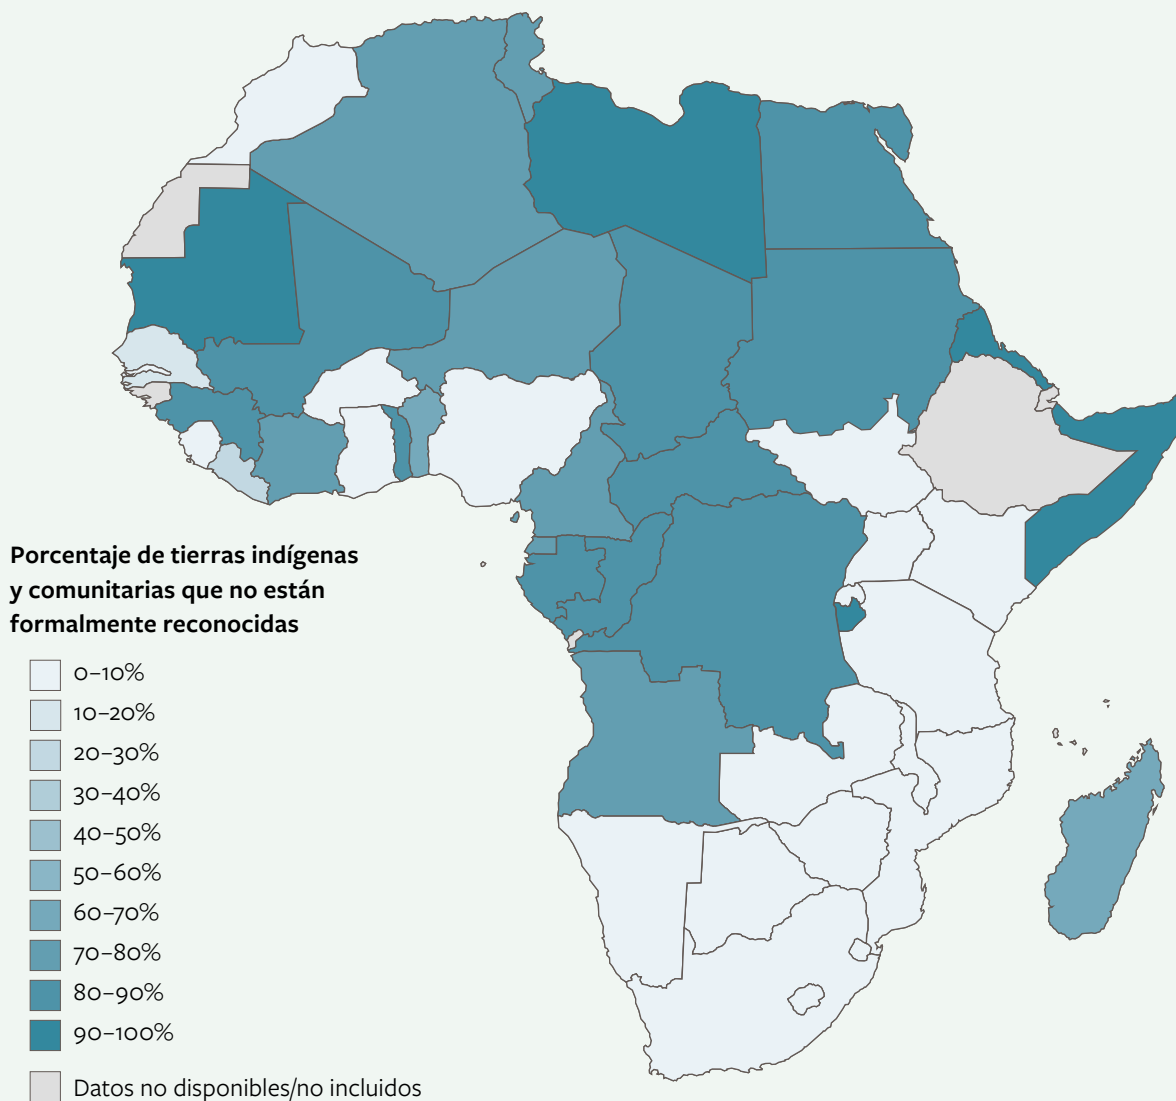 Porcentaje de tierras indígenas
y comunitarias que no están
formalmente reconocidas
0–10%
10–20%
20–30%
30–40%
40–50%
50–60%
60–70%
70–80%
80–90%
90–100%
Datos no disponibles/no incluidos